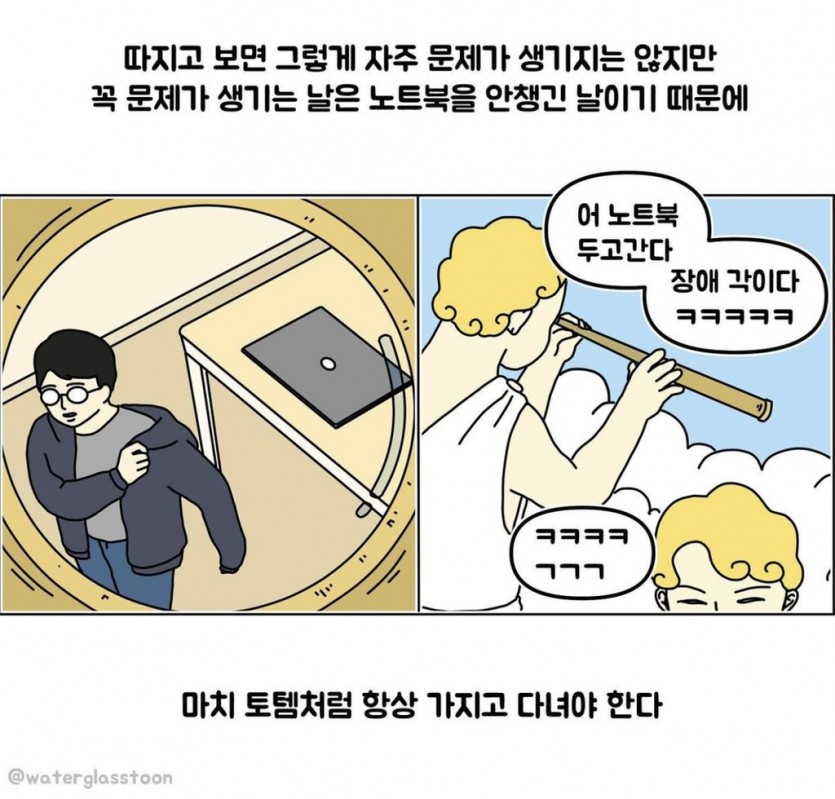 따지고 보면 그렇게 자주 문제가 생기지는 않지만
꼭 문제가 생기는 날은 노트북을 안챙긴 날이기 때문에
어 노트북
두고간다
장애 각이다
ㅋㅋㅋㅋㅋ
ㅋㅋㅋㅋ
ㄱㄱㄱ
마치 토템처럼 항상 가지고 다녀야 한다
@waterglasstoon